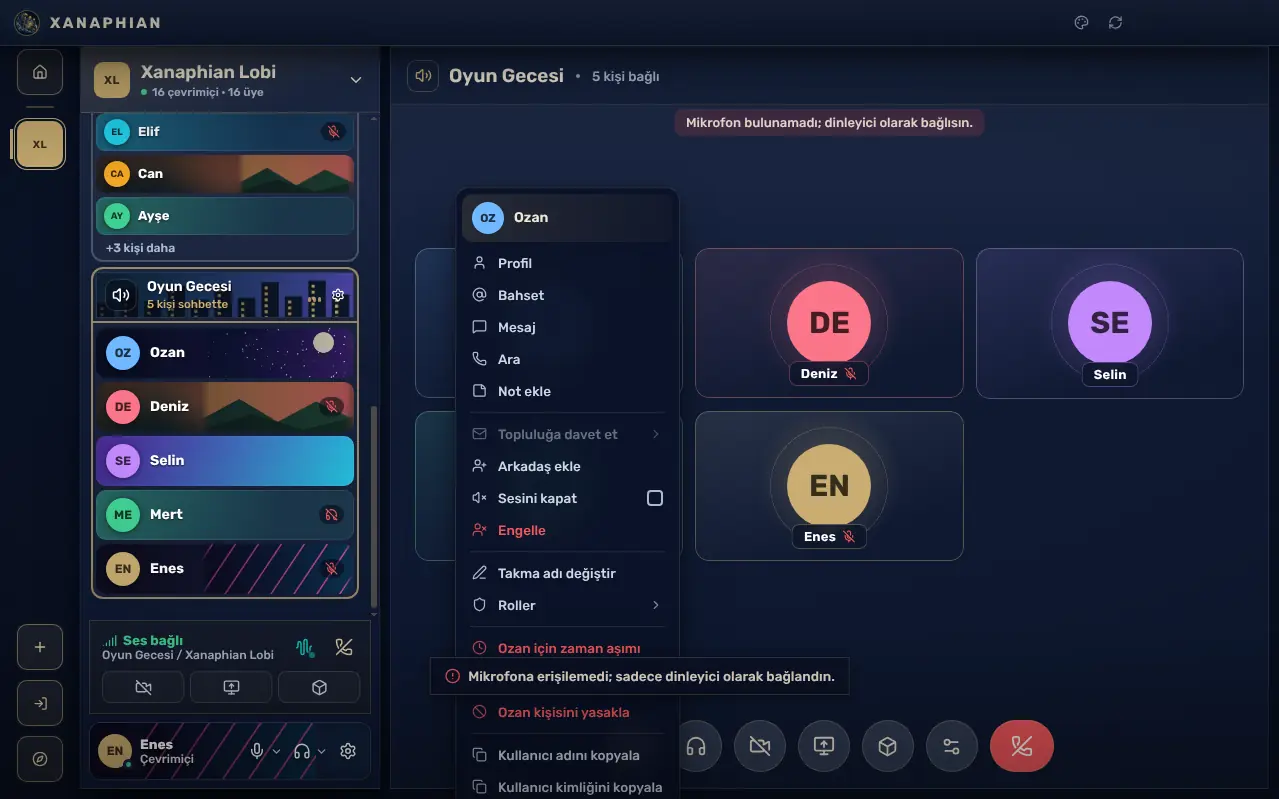 XANAPHIAN
XL
Xanaphian Lobi
16 çevrimiçi • 16 üye
XL
EL
Elif
CA
Can
AY
Ayşe
+3 kişi daha
Oyun Gecesi
5 kişi sohbette
OZ
Ozan
DE
Deniz
SE
Selin
ME
Mert
EN
Enes
Ses bağlı
Oyun Gecesi / Xanaphian Lobi
EN
Enes
Çevrimiçi
Oyun Gecesi • 5 kişi bağlı
Mikrofon bulunamadı; dinleyici olarak bağlısın.
DE
Deniz
SE
Selin
EN
Enes
OZ
Ozan
Profil
Bahset
Mesaj
Ara
Not ekle
Topluluğa davet et
Arkadaş ekle
Sesini kapat
Engelle
Takma adı değiştir
Roller
Ozan için zaman aşımı
Mikrofona erişilemedi; sadece dinleyici olarak bağlandın.
Ozan kişisini yasakla
Kullanıcı adını kopyala
Kullanıcı kimliğini kopyala